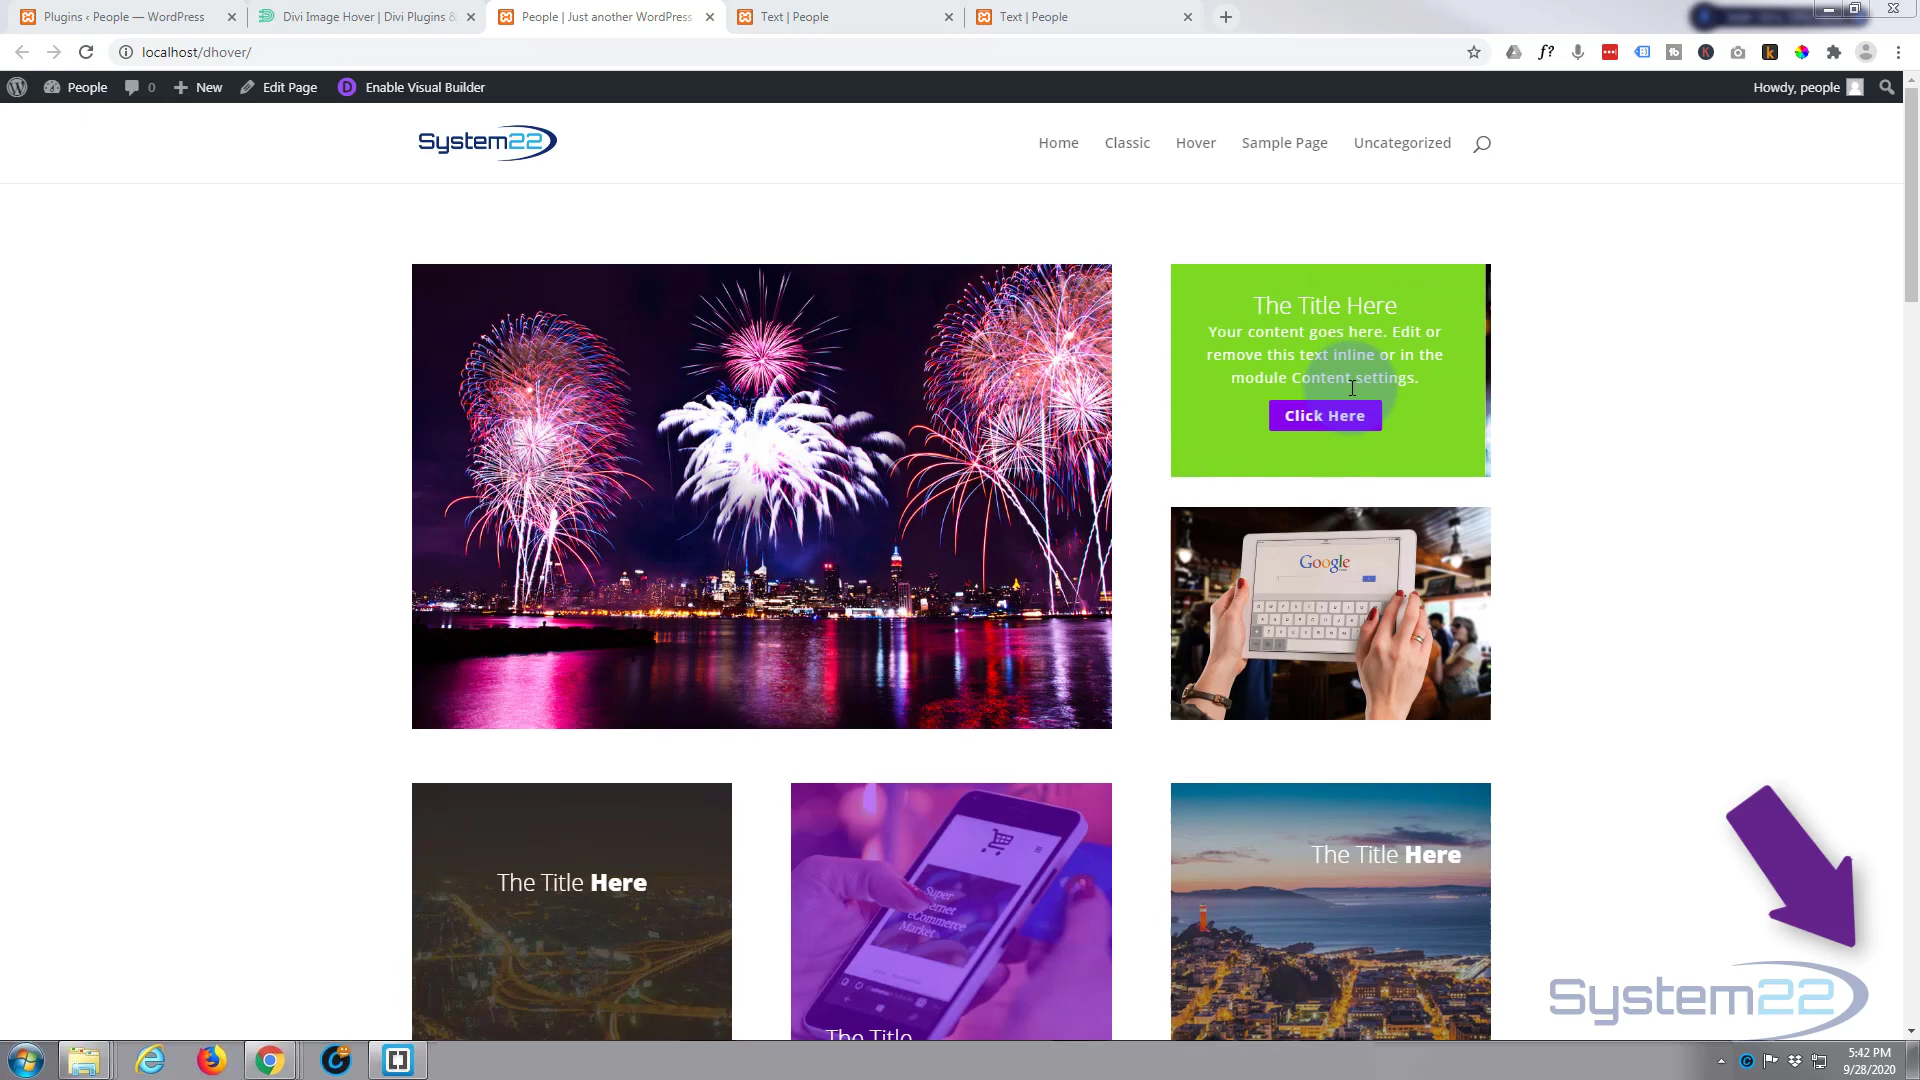 Plugins ‹ People — WordPress
Divi Image Hover | Divi Plugins &
People | Just another WordPress
Text | People
Text | People
localhost/dhover/
People
0
New
Edit Page
Enable Visual Builder
Howdy, people
System22
Home
Classic
Hover
Sample Page
Uncategorized
The Title Here
Your content goes here. Edit or
remove this text inline or in the
module Content settings.
Click Here
Google
The Title Here
Super
eCommerce
Market
The Title
The Title Here
System22
5:42 PM
9/28/2020